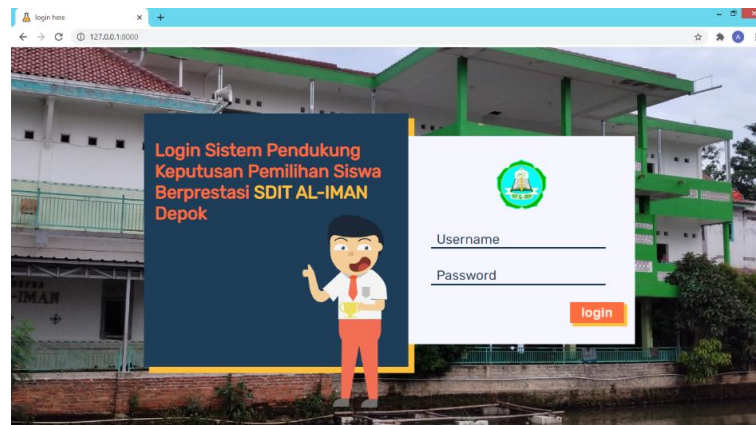 login here
127.0.0.1:8000
A
Login Sistem Pendukung
Keputusan Pemilihan Siswa
Berprestasi SDIT AL-IMAN
Depok
Username
Password
login
-IMAN